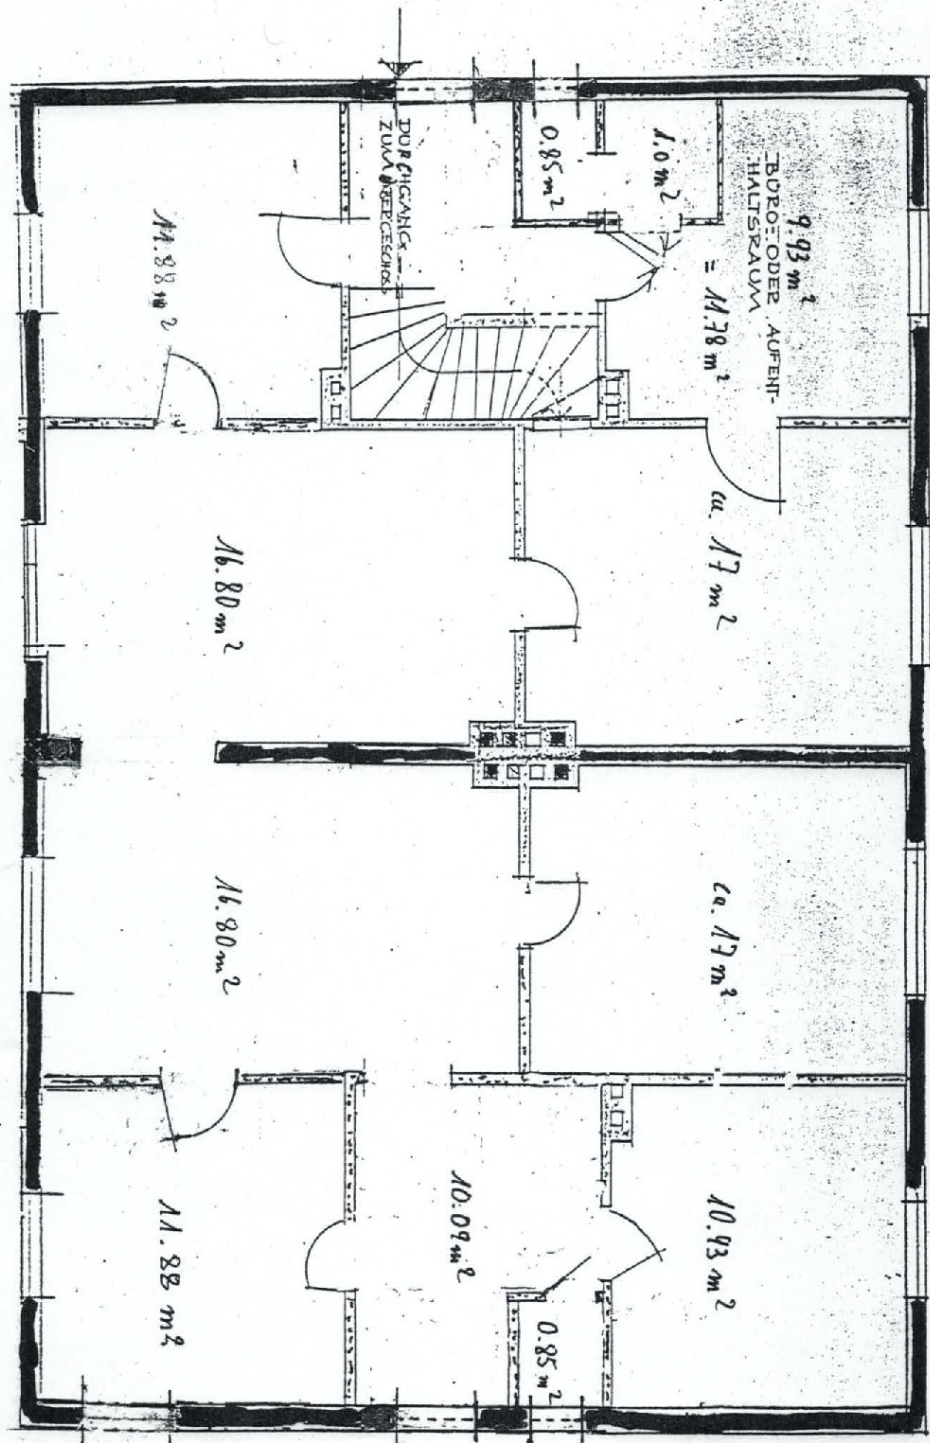 9.93 m²
BÜRO= ODER AUFENT-
HALTSRAUM
= 11.78 m²
1.0 m²
0.85 m²
DURCHGANG
ZUM OBERGESCHOSS
11.88 m²
ca. 17 m²
16.80 m²
ca. 17 m²
16.80 m²
10.93 m²
0.85 m²
10.09 m²
11.88 m²